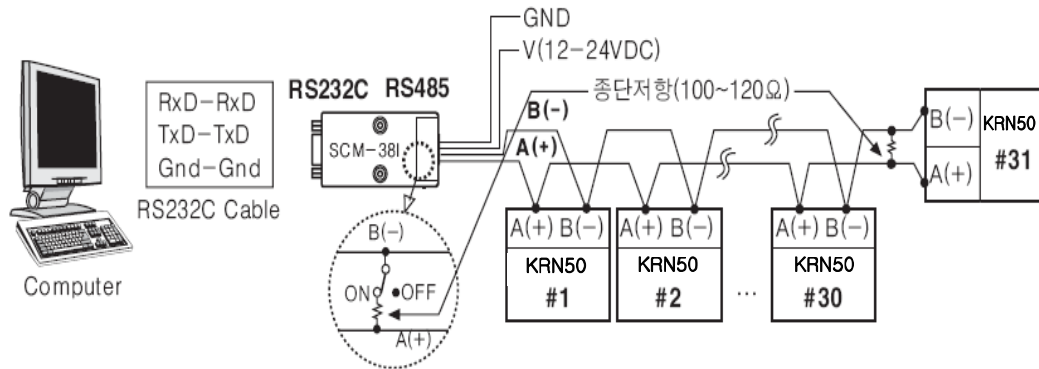 GND
V(12-24VDC)
RS232C RS485
종단저항(100~120Ω)
B(-)
A(+)
RxD-RxD
TxD-TxD
Gnd-Gnd
RS232C Cable
SCM-38I
Computer
B(-)
ON OFF
A(+)
A(+) B(-)
KRN50
#1
A(+) B(-)
KRN50
#2
...
A(+) B(-)
KRN50
#30
B(-)
A(+)
KRN50
#31